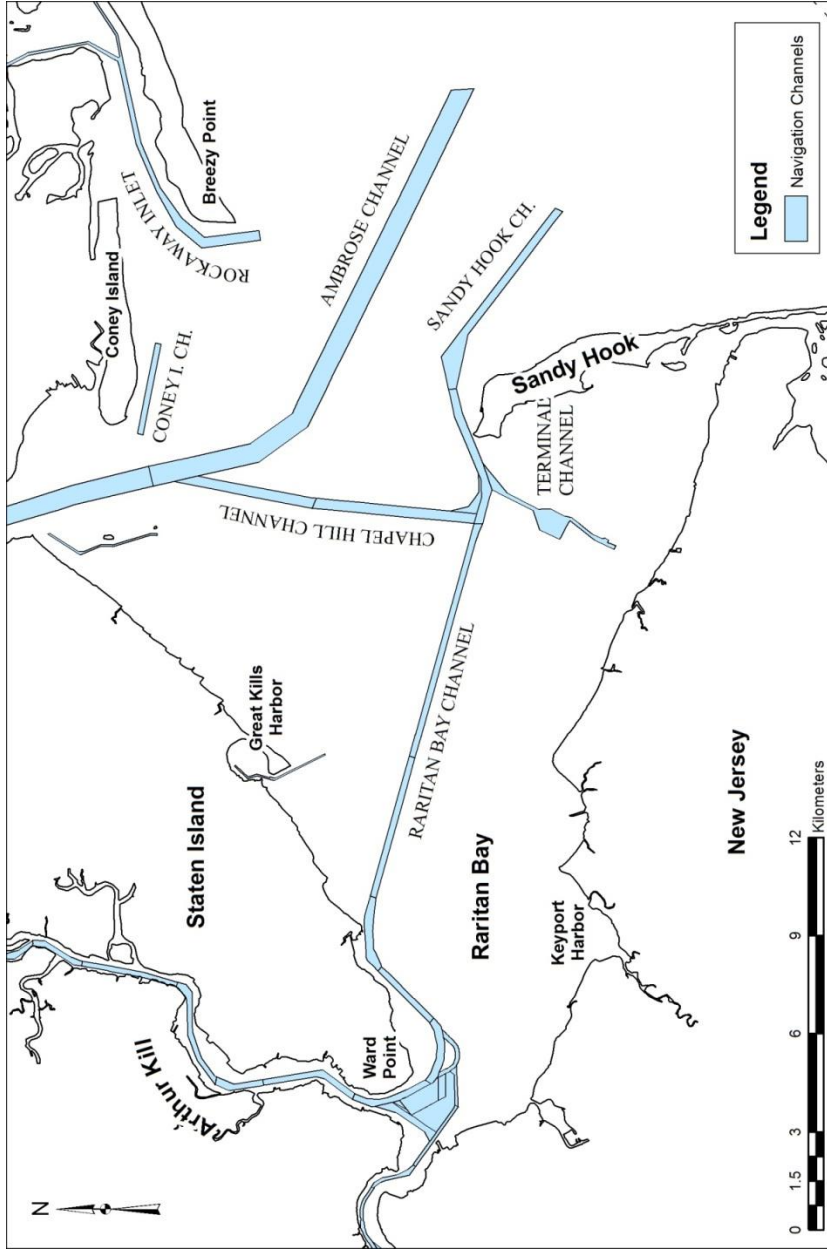 N
Arthur Kill
Staten Island
Great Kills
Harbor
Ward
Point
Raritan Bay
Keyport
Harbor
New Jersey
RARITAN BAY CHANNEL
CHAPEL HILL CHANNEL
CONEY I. CH.
Coney Island
ROCKAWAY INLET
Breezy Point
AMBROSE CHANNEL
SANDY HOOK CH.
Sandy Hook
TERMINAL
CHANNEL
0 1.5 3 6 9 12
Kilometers
Legend
Navigation Channels